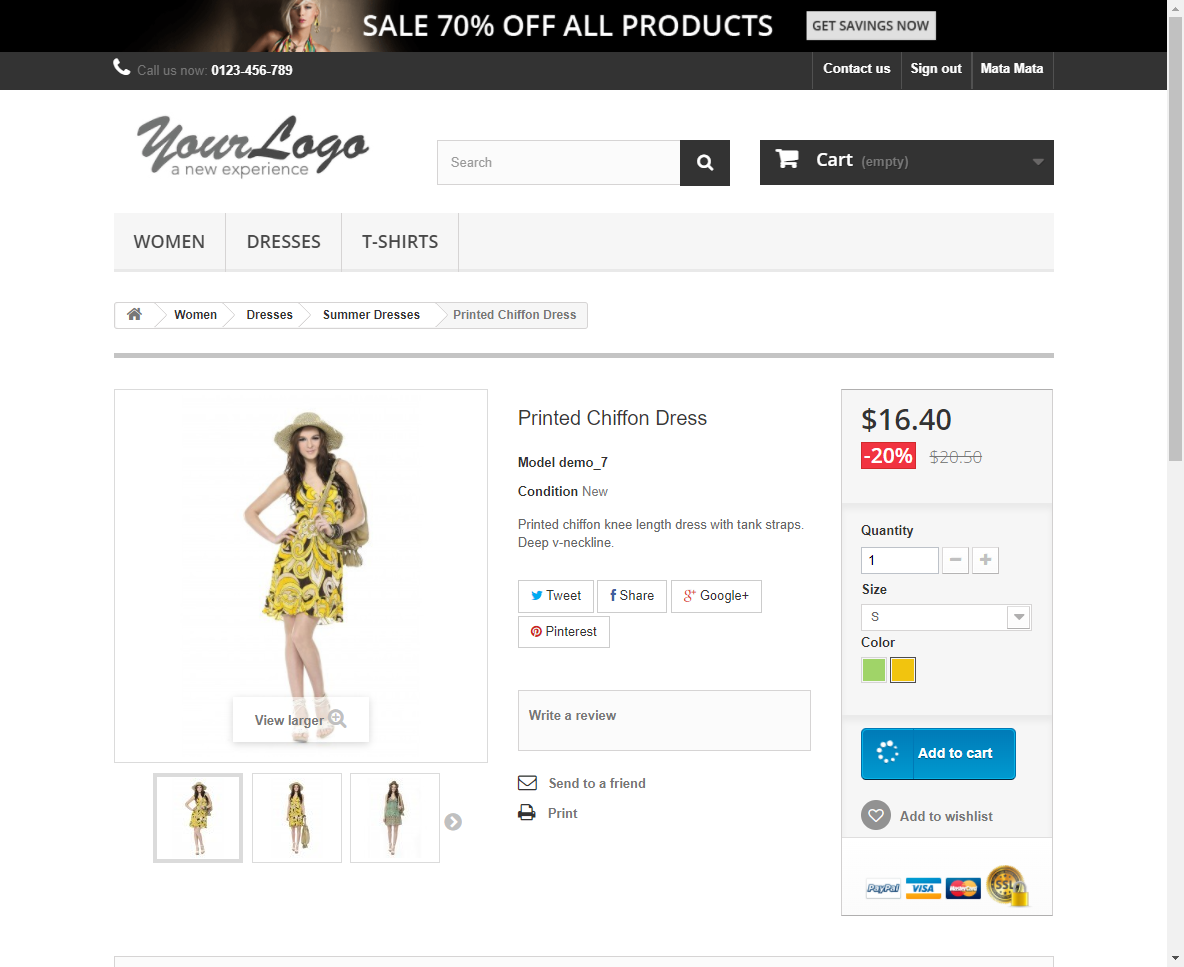 SALE 70% OFF ALL PRODUCTS GET SAVINGS NOW
Call us now: 0123-456-789
Contact us Sign out Mata Mata
YourLogo
a new experience
Search
Cart (empty)
WOMEN DRESSES T-SHIRTS
Women Dresses Summer Dresses Printed Chiffon Dress
Printed Chiffon Dress
Model demo_7
Condition New
Printed chiffon knee length dress with tank straps.
Deep v-neckline.
Tweet Share Google+
Pinterest
Write a review
Send to a friend
Print
View larger
$16.40
-20% $20.50
Quantity
1
Size
S
Color
Add to cart
Add to wishlist
PayPal VISA MasterCard SSL